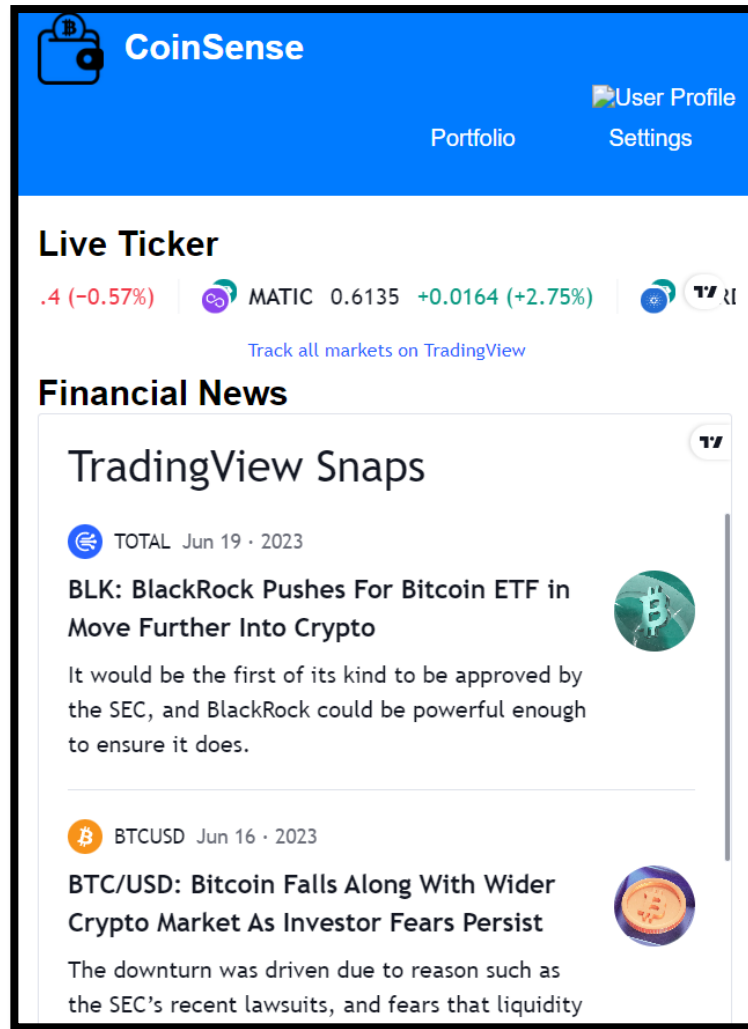 CoinSense
User Profile
Portfolio Settings
Live Ticker
.4 (−0.57%) MATIC 0.6135 +0.0164 (+2.75%)
Track all markets on TradingView
Financial News
TradingView Snaps
TOTAL Jun 19 · 2023
BLK: BlackRock Pushes For Bitcoin ETF in
Move Further Into Crypto
It would be the first of its kind to be approved by
the SEC, and BlackRock could be powerful enough
to ensure it does.
BTCUSD Jun 16 · 2023
BTC/USD: Bitcoin Falls Along With Wider
Crypto Market As Investor Fears Persist
The downturn was driven due to reason such as
the SEC’s recent lawsuits, and fears that liquidity